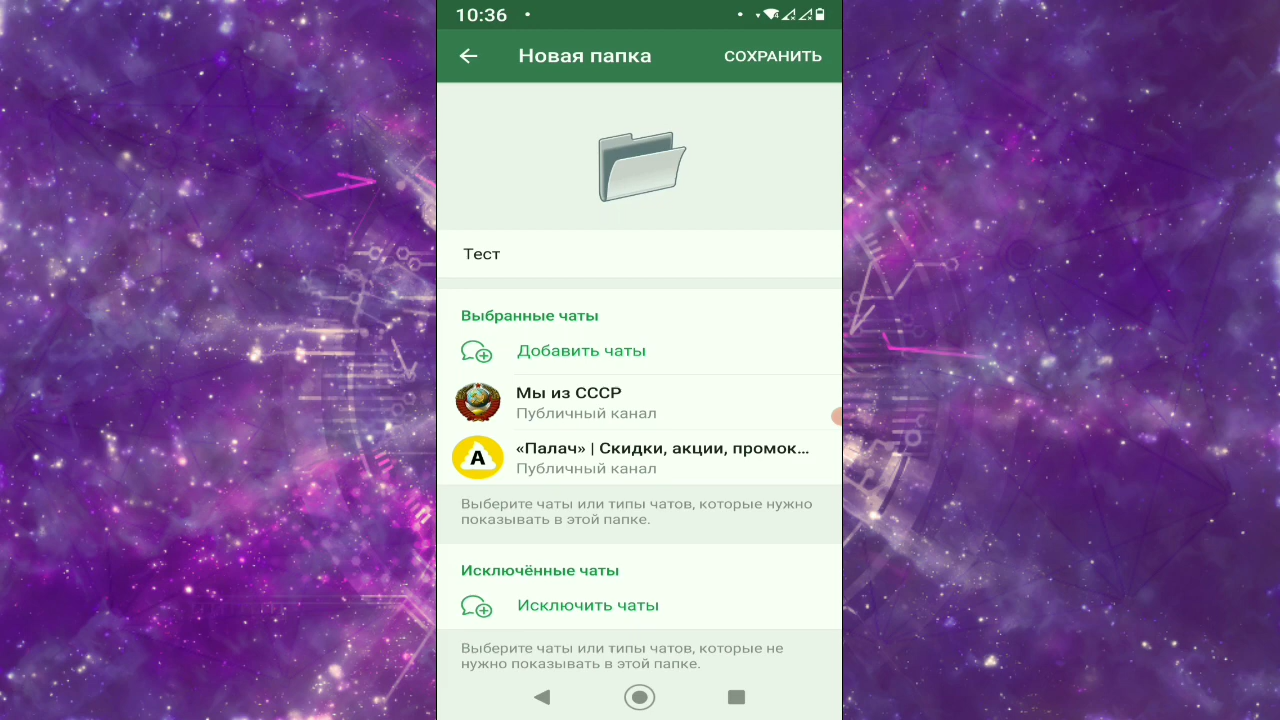 10:36
Новая папка
СОХРАНИТЬ
Тест
Выбранные чаты
Добавить чаты
Мы из СССР
Публичный канал
А
«Палач» | Скидки, акции, промок...
Публичный канал
Выберите чаты или типы чатов, которые нужно
показывать в этой папке.
Исключённые чаты
Исключить чаты
Выберите чаты или типы чатов, которые не
нужно показывать в этой папке.